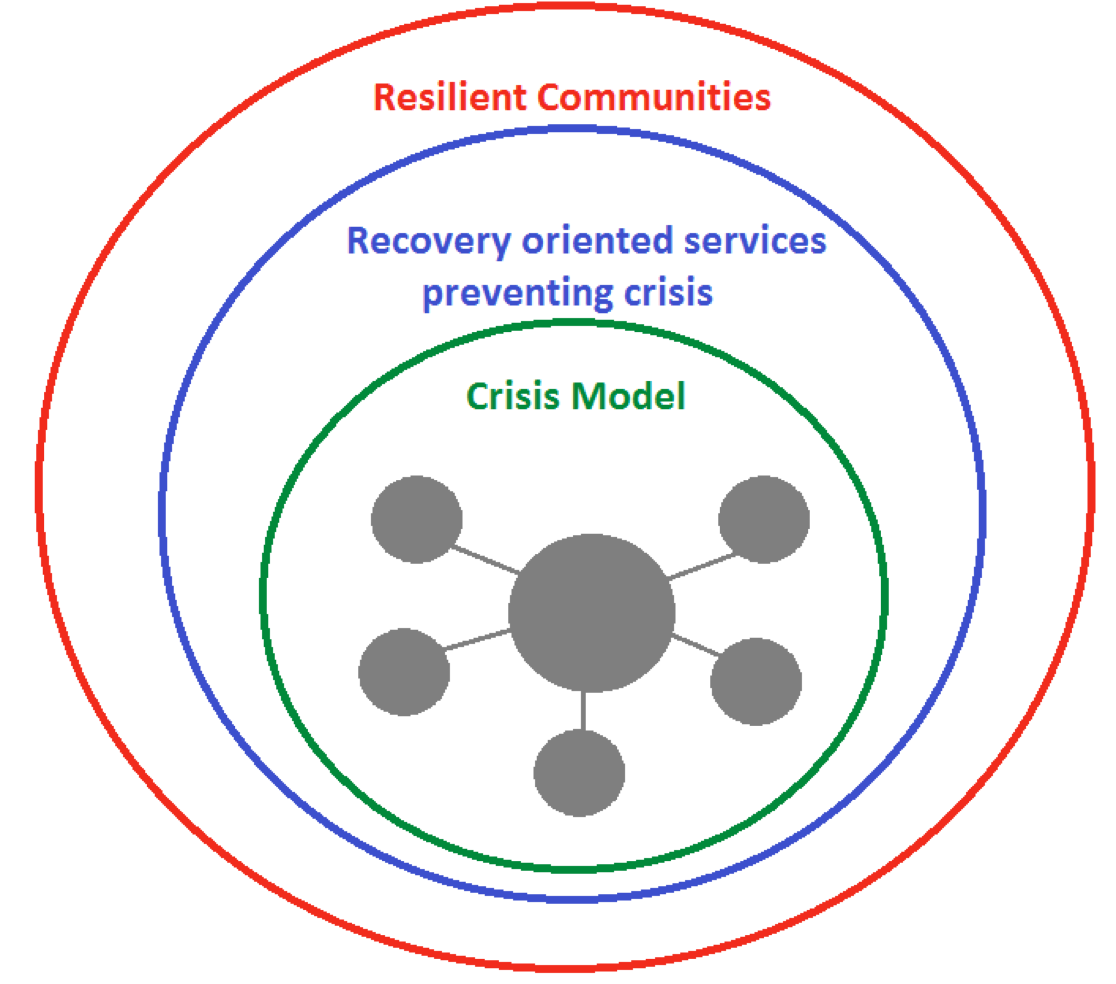 Resilient Communities
Recovery oriented services
preventing crisis
Crisis Model